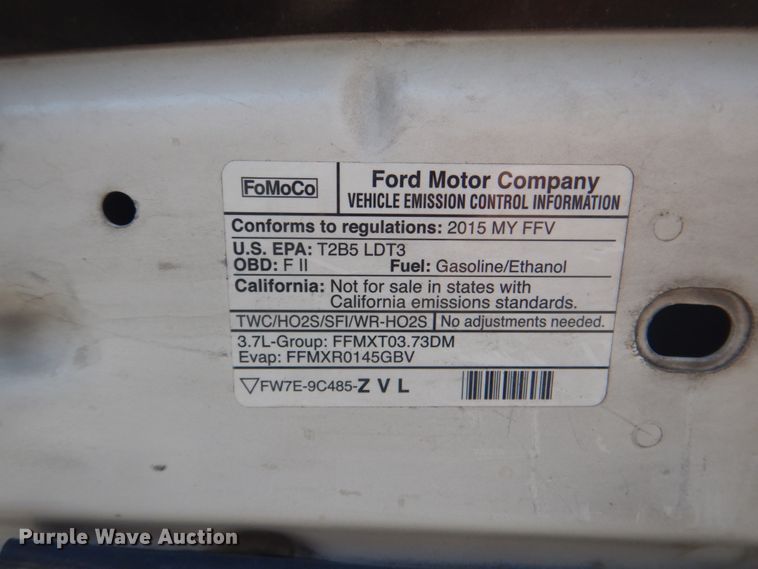 FoMoCo
Ford Motor Company
VEHICLE EMISSION CONTROL INFORMATION
Conforms to regulations: 2015 MY FFV
U.S. EPA: T2B5 LDT3
OBD: F II Fuel: Gasoline/Ethanol
California: Not for sale in states with
California emissions standards.
TWC/HO2S/SFI/WR-HO2S No adjustments needed.
3.7L-Group: FFMXT03.73DM
Evap: FFMXR0145GBV
FW7E-9C485-Z V L
Purple Wave Auction